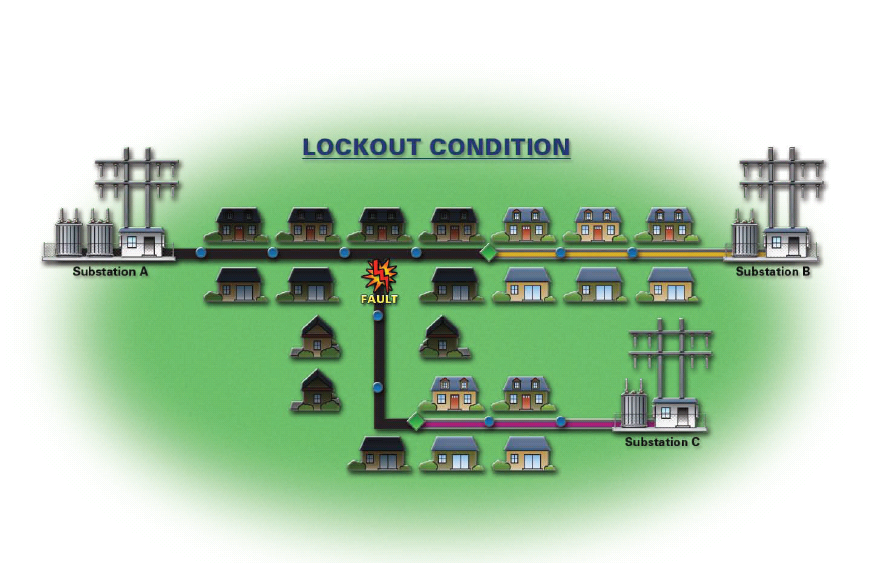 LOCKOUT CONDITION
Substation A
Substation B
FAULT
Substation C